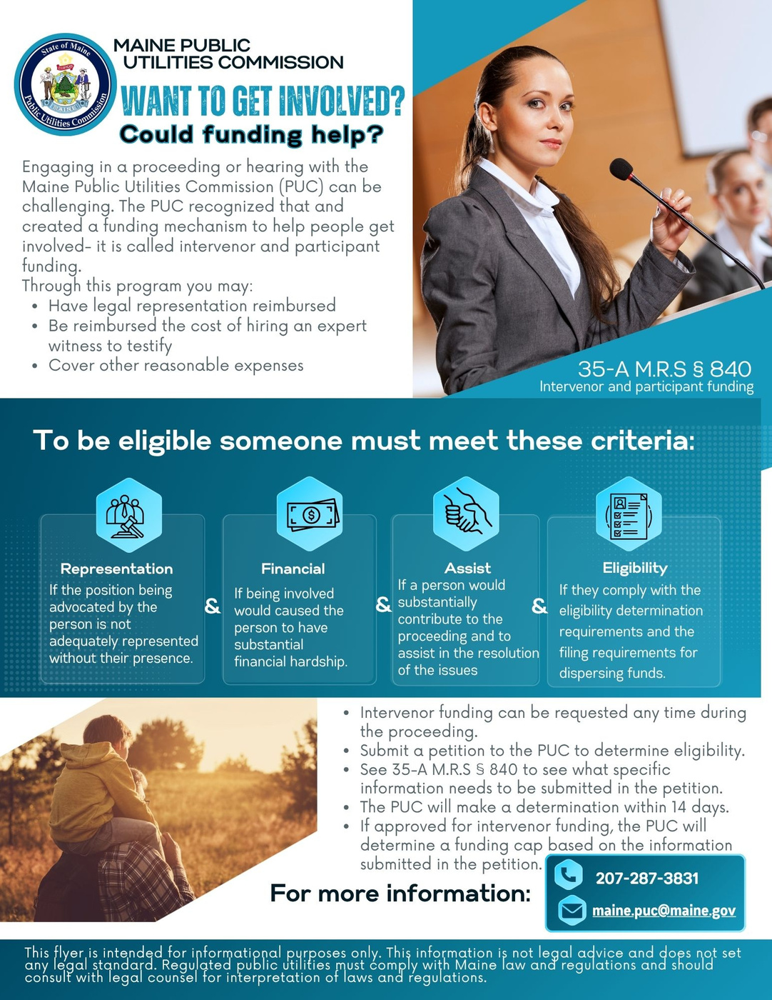 State of Maine
DIRIGO
MAINE
Public Utilities Commission
MAINE PUBLIC
UTILITIES COMMISSION
WANT TO GET INVOLVED?
Could funding help?
Engaging in a proceeding or hearing with the
Maine Public Utilities Commission (PUC) can be
challenging. The PUC recognized that and
created a funding mechanism to help people get
involved- it is called intervenor and participant
funding.
Through this program you may:
• Have legal representation reimbursed
• Be reimbursed the cost of hiring an expert
witness to testify
• Cover other reasonable expenses
35-A M.R.S § 840
Intervenor and participant funding
To be eligible someone must meet these criteria:
Representation
If the position being
advocated by the
person is not
adequately represented
without their presence.
&
Financial
If being involved
would caused the
person to have
substantial
financial hardship.
&
Assist
If a person would
substantially
contribute to the
proceeding and to
assist in the resolution
of the issues
&
Eligibility
If they comply with the
eligibility determination
requirements and the
filing requirements for
dispersing funds.
• Intervenor funding can be requested any time during
the proceeding.
• Submit a petition to the PUC to determine eligibility.
• See 35-A M.R.S § 840 to see what specific
information needs to be submitted in the petition.
• The PUC will make a determination within 14 days.
• If approved for intervenor funding, the PUC will
determine a funding cap based on the information
submitted in the petition.
For more information:
207-287-3831
maine.puc@maine.gov
This flyer is intended for informational purposes only. This information is not legal advice and does not set
any legal standard. Regulated public utilities must comply with Maine law and regulations and should
consult with legal counsel for interpretation of laws and regulations.